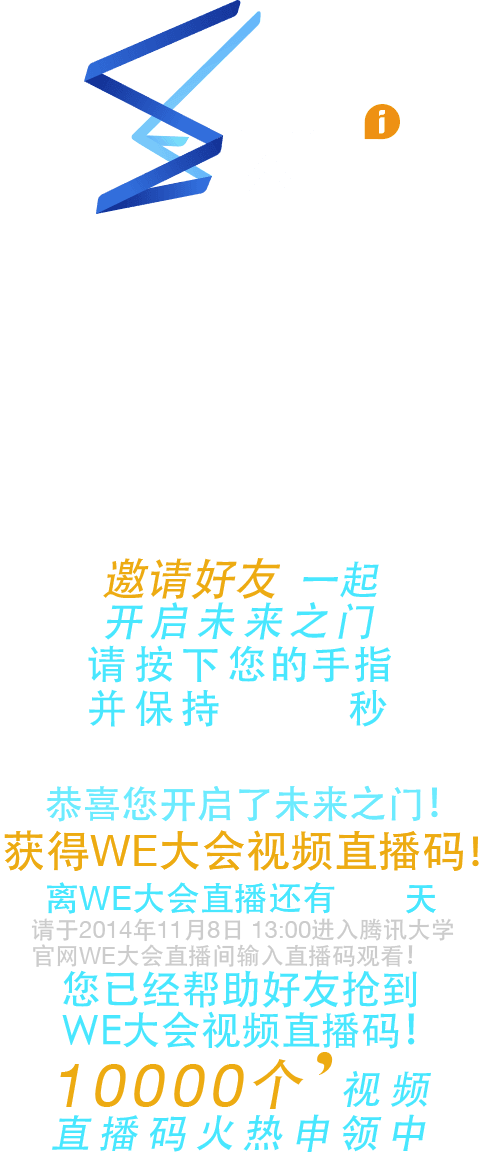 i
邀请好友 一起
开启未来之门
请按下您的手指
并保持 秒
恭喜您开启了未来之门！
获得WE大会视频直播码！
离WE大会直播还有 天
请于2014年11月8日 13:00进入腾讯大学
官网WE大会直播间输入直播码观看！
您已经帮助好友抢到
WE大会视频直播码！
10000个’视频
直播码火热申领中